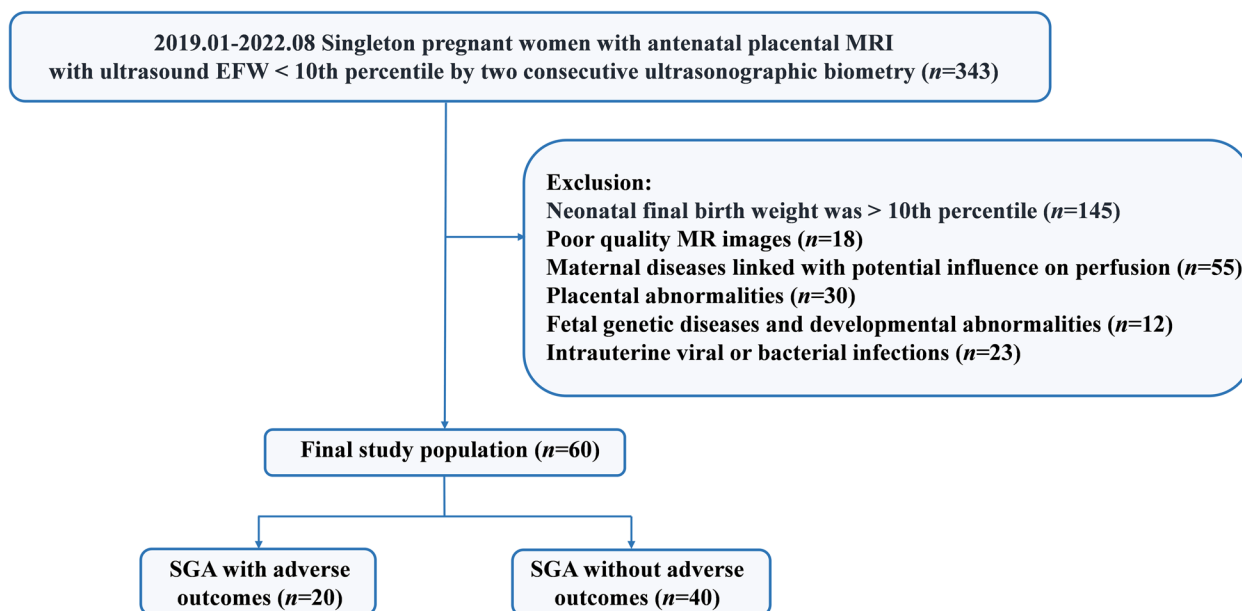 2019.01-2022.08 Singleton pregnant women with antenatal placental MRI
with ultrasound EFW < 10th percentile by two consecutive ultrasonographic biometry (n=343)
Exclusion:
Neonatal final birth weight was > 10th percentile (n=145)
Poor quality MR images (n=18)
Maternal diseases linked with potential influence on perfusion (n=55)
Placental abnormalities (n=30)
Fetal genetic diseases and developmental abnormalities (n=12)
Intrauterine viral or bacterial infections (n=23)
Final study population (n=60)
SGA with adverse
outcomes (n=20)
SGA without adverse
outcomes (n=40)